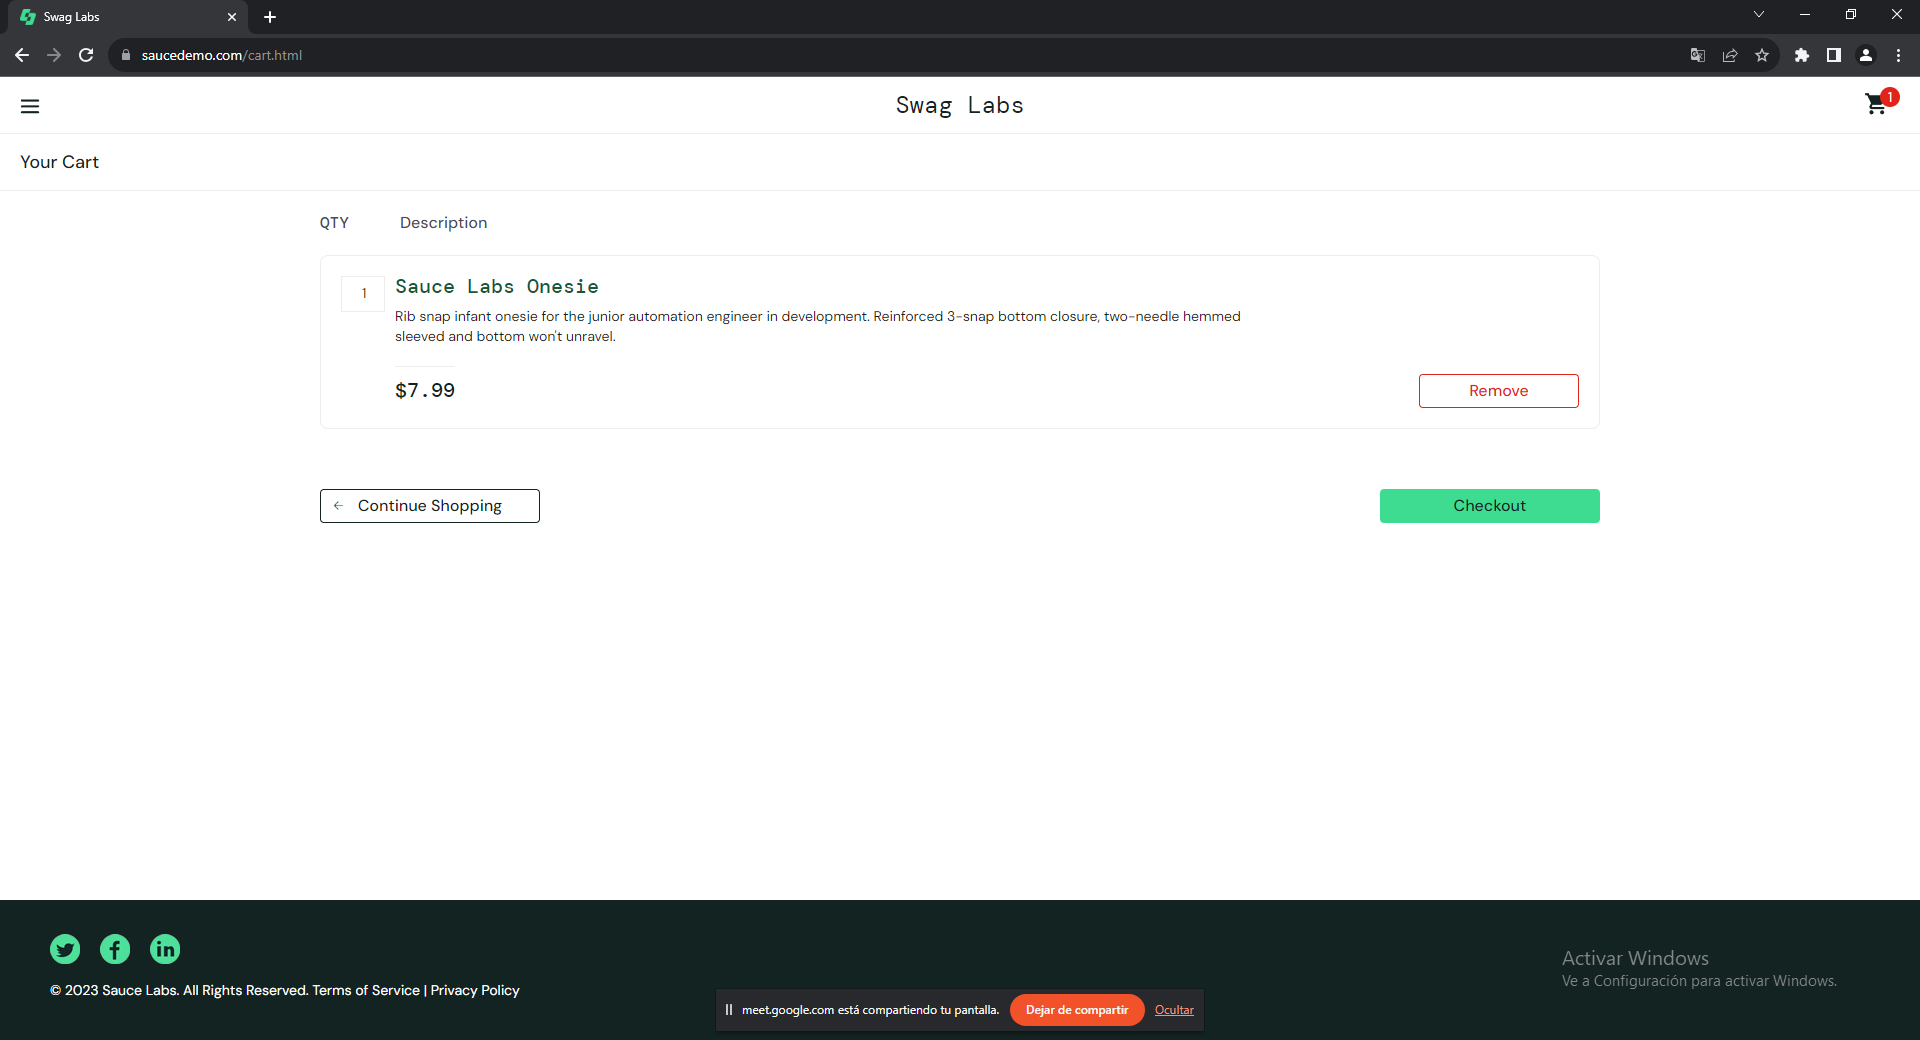 Swag Labs
saucedemo.com/cart.html
Swag Labs
1
Your Cart
QTY Description
1
Sauce Labs Onesie
Rib snap infant onesie for the junior automation engineer in development. Reinforced 3-snap bottom closure, two-needle hemmed
sleeved and bottom won't unravel.
$7.99
Remove
Continue Shopping
Checkout
© 2023 Sauce Labs. All Rights Reserved. Terms of Service | Privacy Policy
Activar Windows
Ve a Configuración para activar Windows.
meet.google.com está compartiendo tu pantalla. Dejar de compartir Ocultar